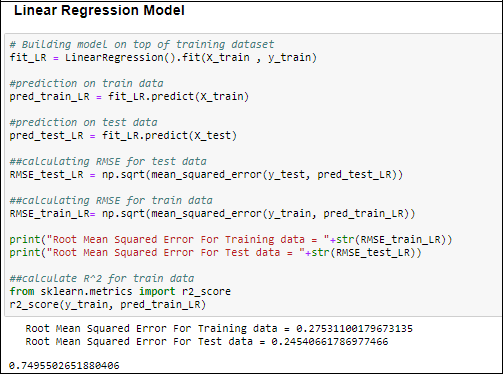 Linear Regression Model
# Building model on top of training dataset
fit_LR = LinearRegression().fit(X_train , y_train)
#prediction on train data
pred_train_LR = fit_LR.predict(X_train)
#prediction on test data
pred_test_LR = fit_LR.predict(X_test)
##calculating RMSE for test data
RMSE_test_LR = np.sqrt(mean_squared_error(y_test, pred_test_LR))
##calculating RMSE for train data
RMSE_train_LR= np.sqrt(mean_squared_error(y_train, pred_train_LR))
print("Root Mean Squared Error For Training data = "+str(RMSE_train_LR))
print("Root Mean Squared Error For Test data = "+str(RMSE_test_LR))
##calculate R^2 for train data
from sklearn.metrics import r2_score
r2_score(y_train, pred_train_LR)
Root Mean Squared Error For Training data = 0.27531100179673135
Root Mean Squared Error For Test data = 0.24540661786977466
0.7495502651880406